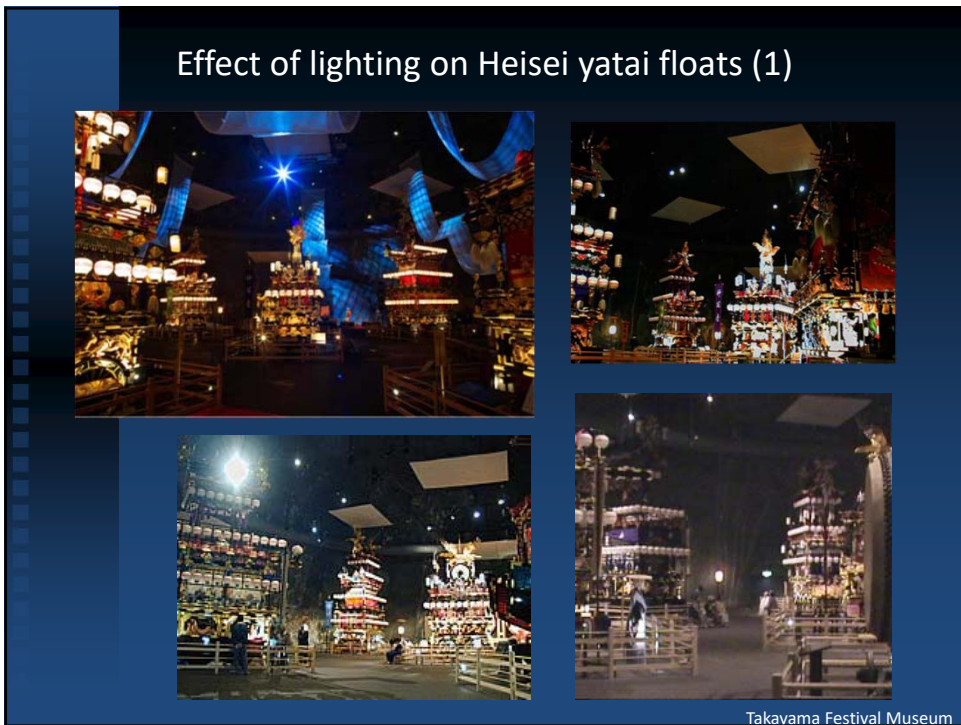 Effect of lighting on Heisei yatai floats (1)
Takayama Festival Museum